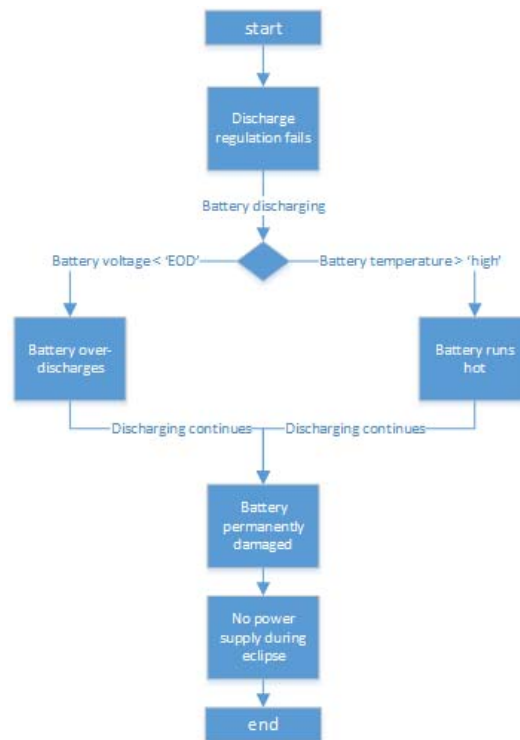 start
Discharge
regulation fails
Battery discharging
Battery voltage < 'EOD'
Battery temperature > 'high'
Battery over-
discharges
Battery runs
hot
Discharging continues
Discharging continues
Battery
permanently
damaged
No power
supply during
eclipse
end